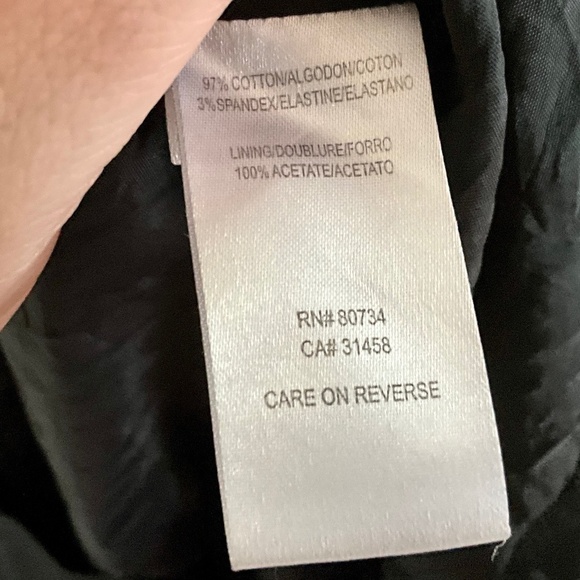 97% COTTON/ALGODON/COTON
3% SPANDEX/ELASTINE/ELASTANO
LINING/DOUBLURE/FORRO
100% ACETATE/ACETATO
RN# 80734
CA# 31458
CARE ON REVERSE